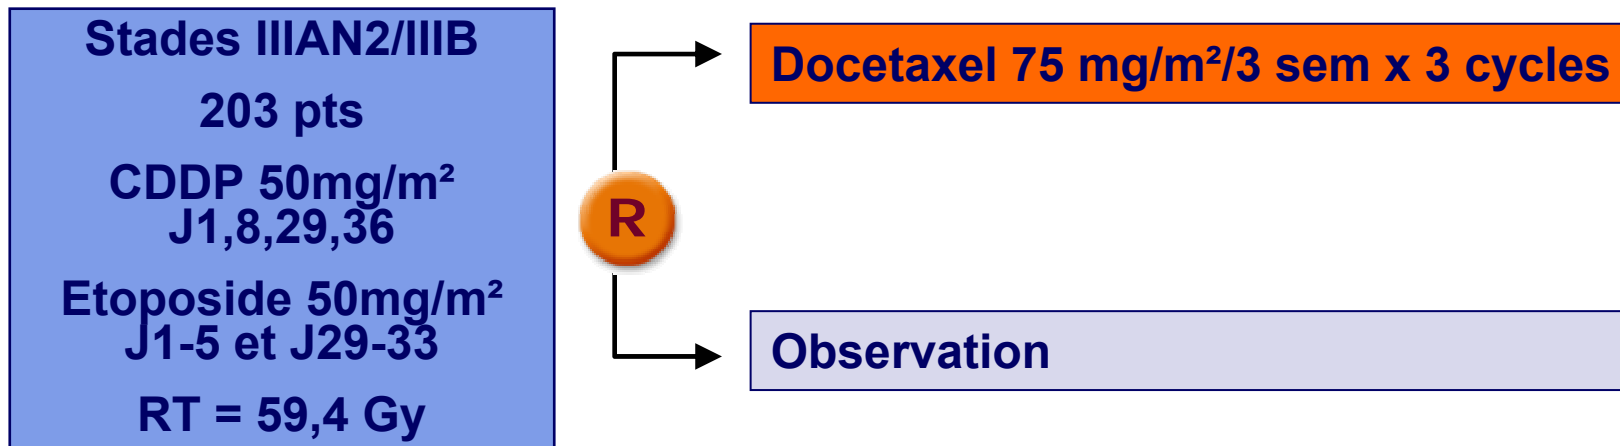 Stades IIIAN2/IIIB
203 pts
CDDP 50mg/m²
J1,8,29,36
Etoposide 50mg/m²
J1-5 et J29-33
RT = 59,4 Gy
R
Docetaxel 75 mg/m²/3 sem x 3 cycles
Observation